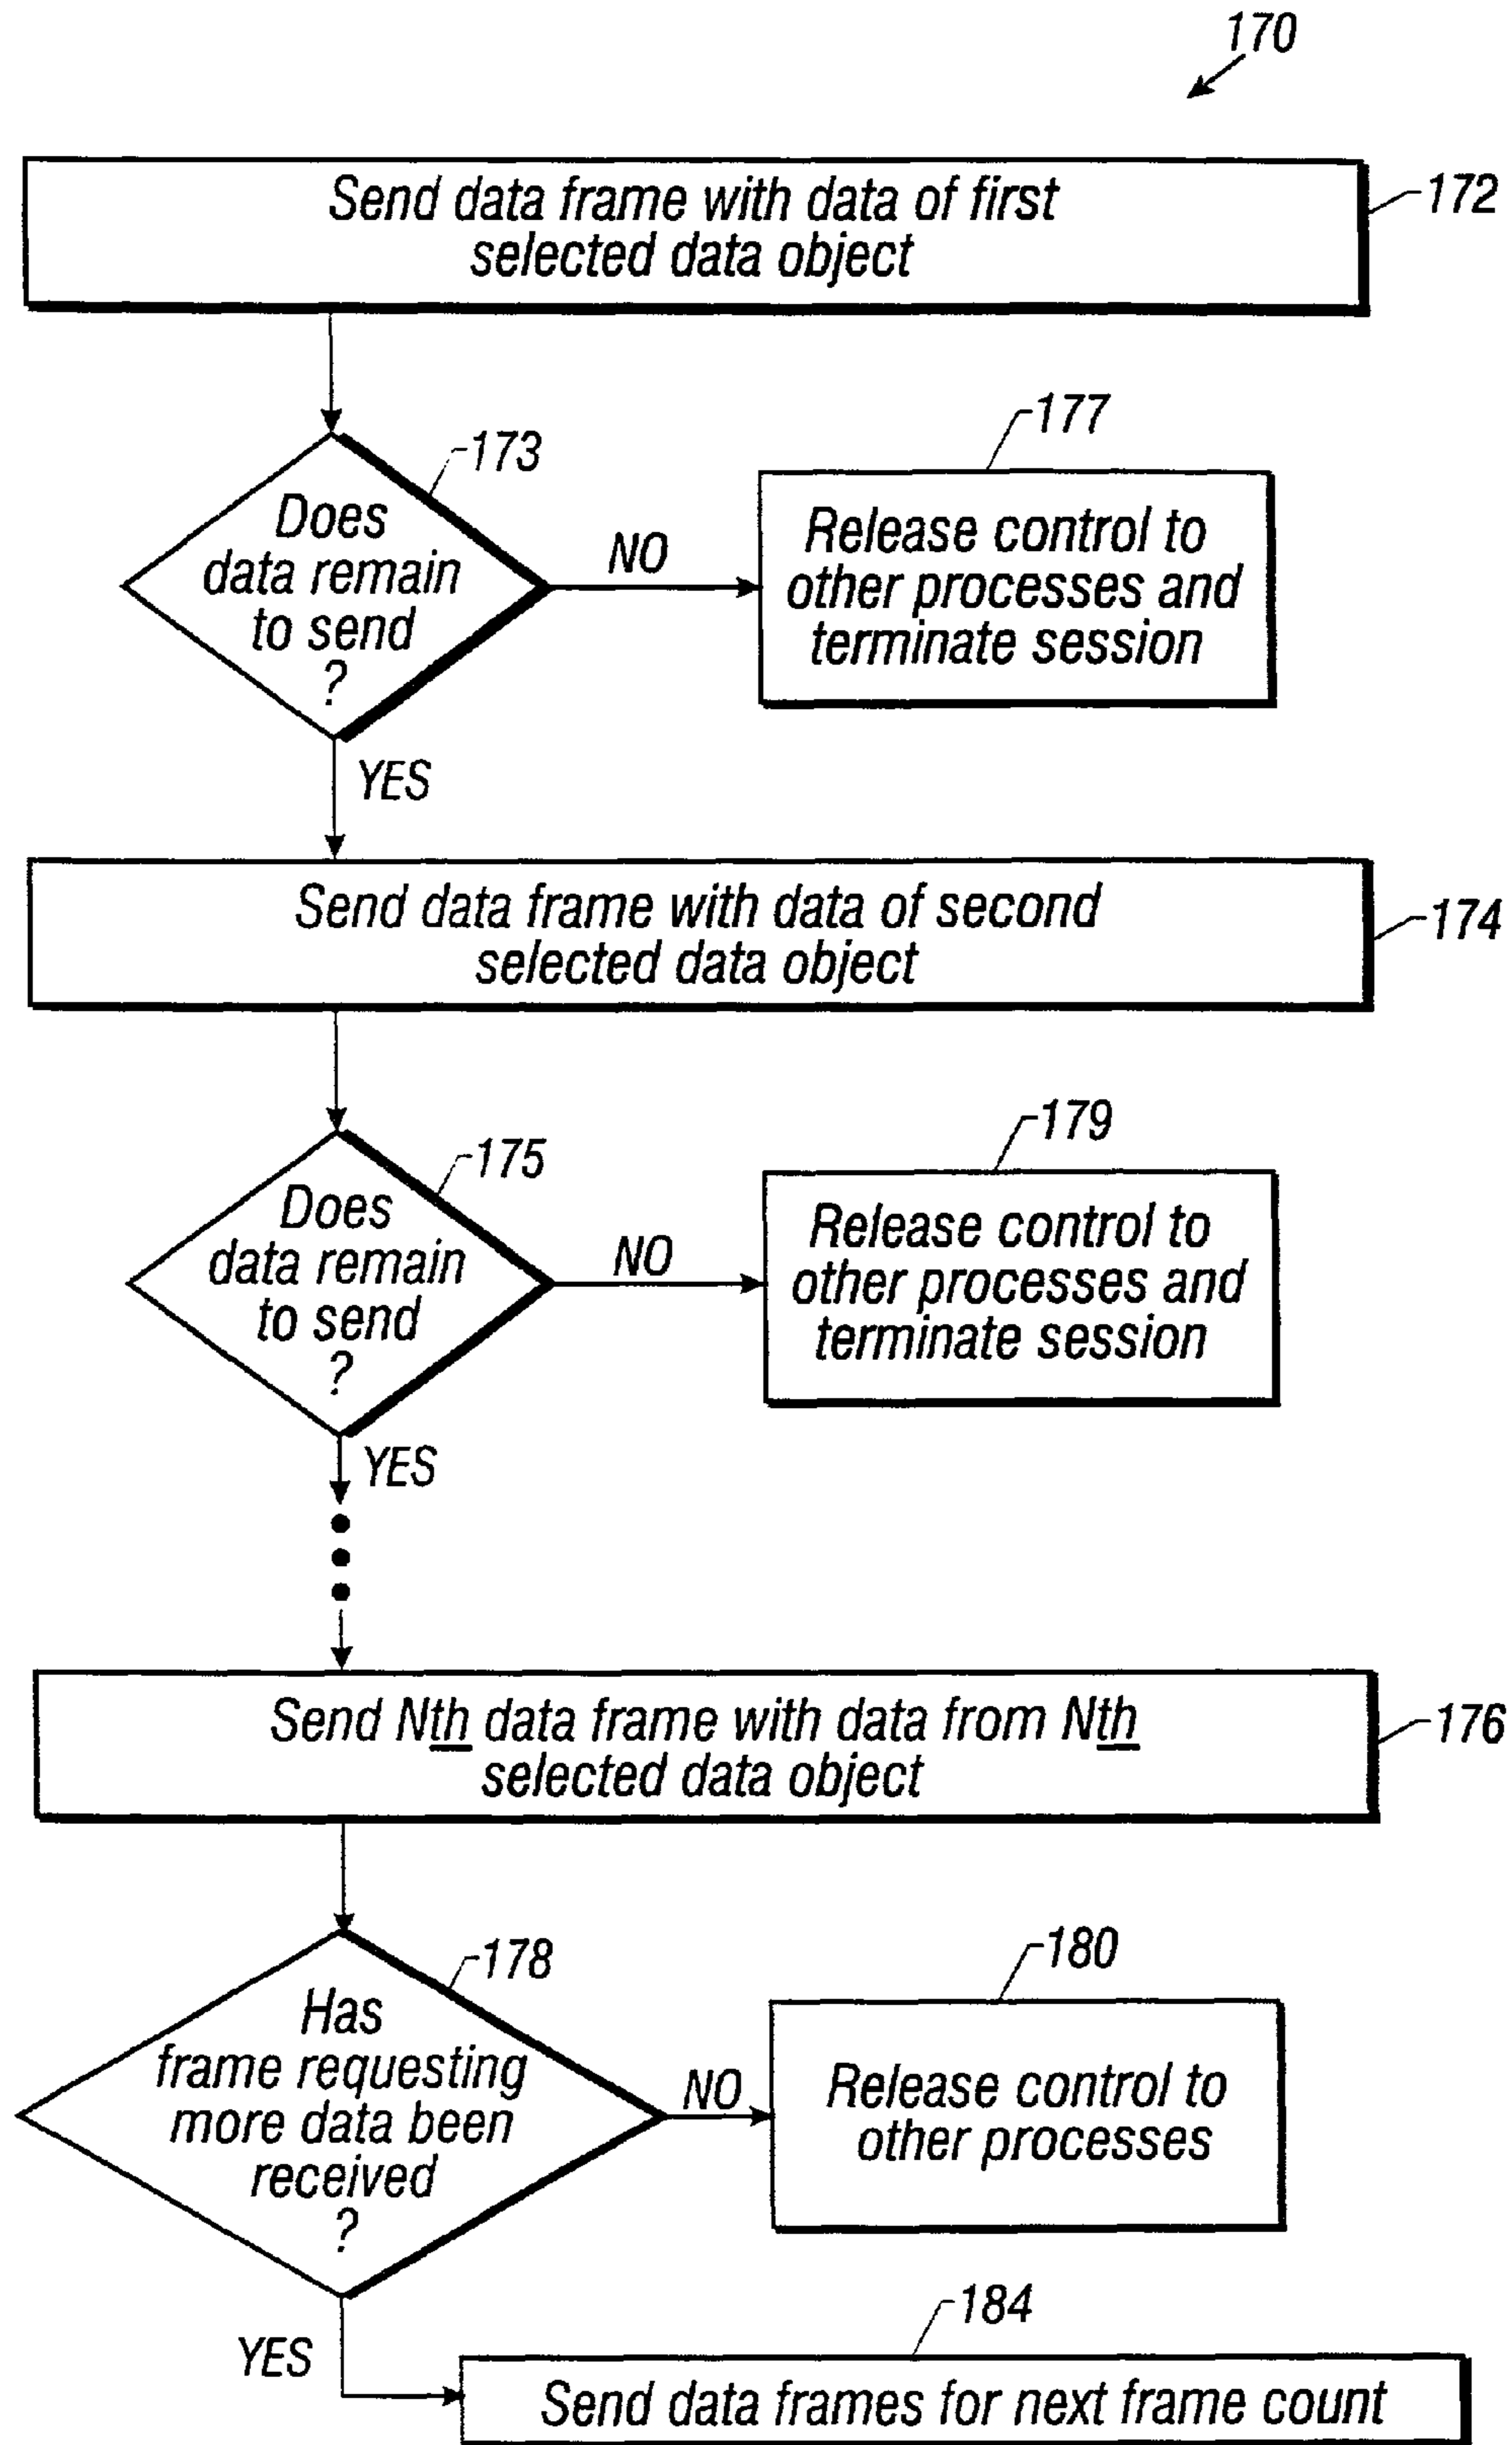 170
Send data frame with data of first
selected data object
172
173
Does
data remain
to send
?
NO
177
Release control to
other processes and
terminate session
YES
Send data frame with data of second
selected data object
174
175
Does
data remain
to send
?
NO
179
Release control to
other processes and
terminate session
YES
Send Nth data frame with data from Nth
selected data object
176
178
Has
frame requesting
more data been
received
?
NO
180
Release control to
other processes
YES
184
Send data frames for next frame count